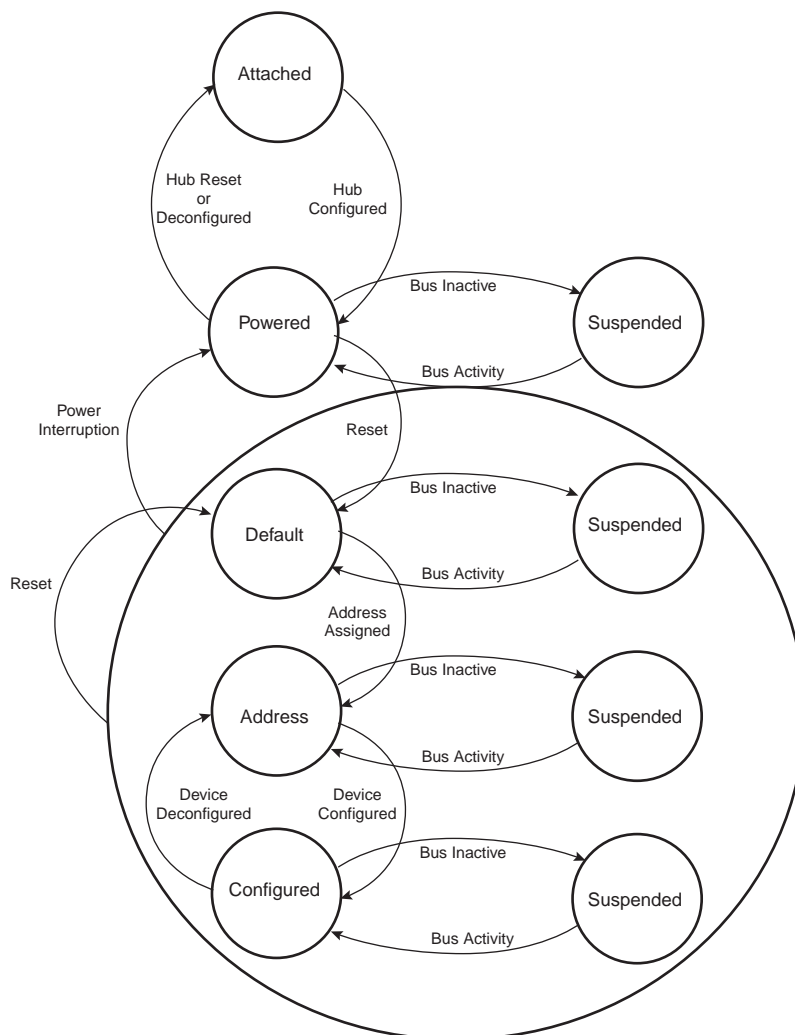 Attached
Hub Reset
or
Deconfigured
Hub
Configured
Powered
Bus Inactive
Suspended
Bus Activity
Power
Interruption
Reset
Default
Bus Inactive
Suspended
Bus Activity
Reset
Address
Assigned
Address
Bus Inactive
Suspended
Bus Activity
Device
Deconfigured
Device
Configured
Configured
Bus Inactive
Suspended
Bus Activity